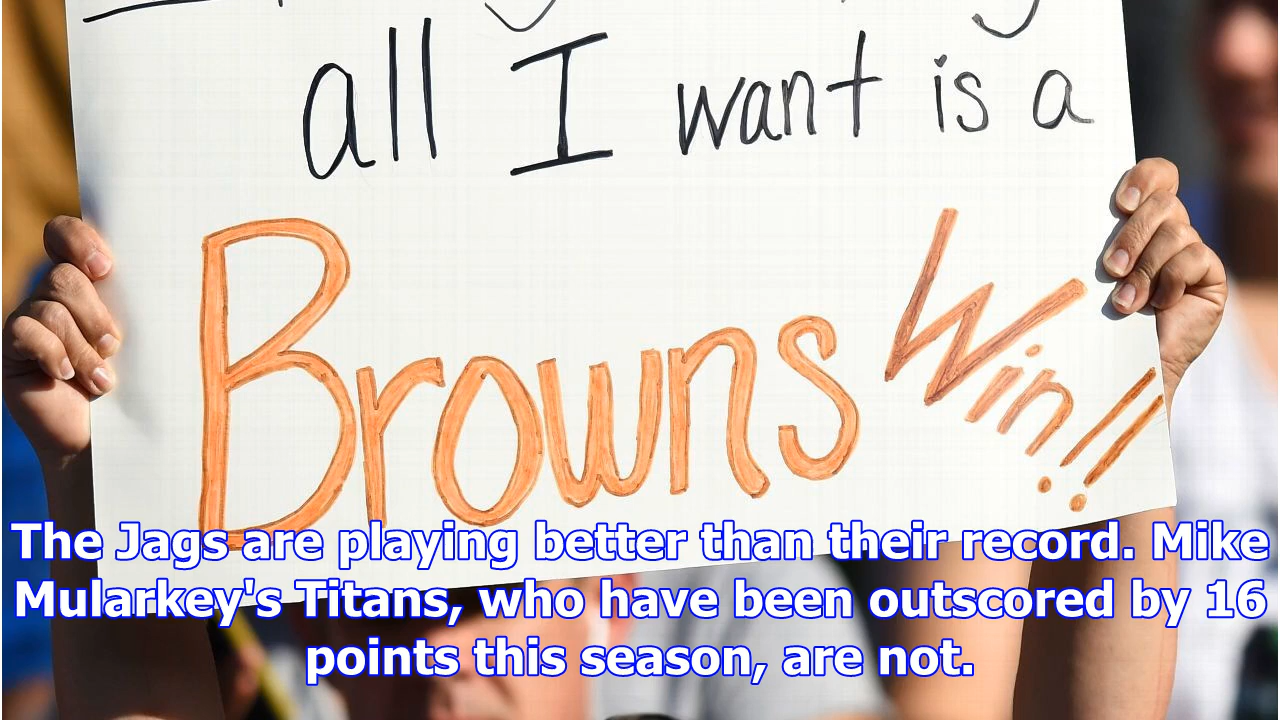 all I want is a
Browns Win!!
The Jags are playing better than their record. Mike
Mularkey's Titans, who have been outscored by 16
points this season, are not.